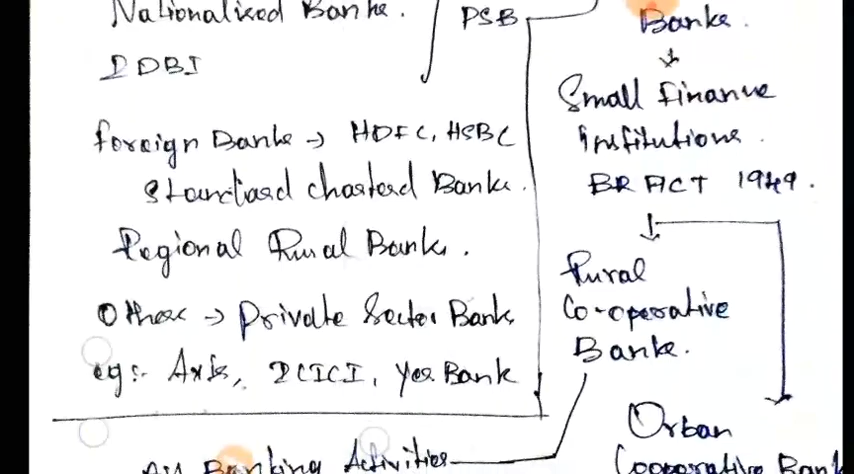 Nationalised Banks.
PSB
IDBI
Foreign Banks → HDFC, HSBC
Standard chartered Banks.
Regional Rural Banks.
Others → Private Sector Banks
eg:- Axis, ICICI, Yes Bank
All Banking Activities
Banks.
Small Finance
institutions.
BR ACT 1949.
Rural
Co-operative
Banks.
Urban
Cooperative Bank